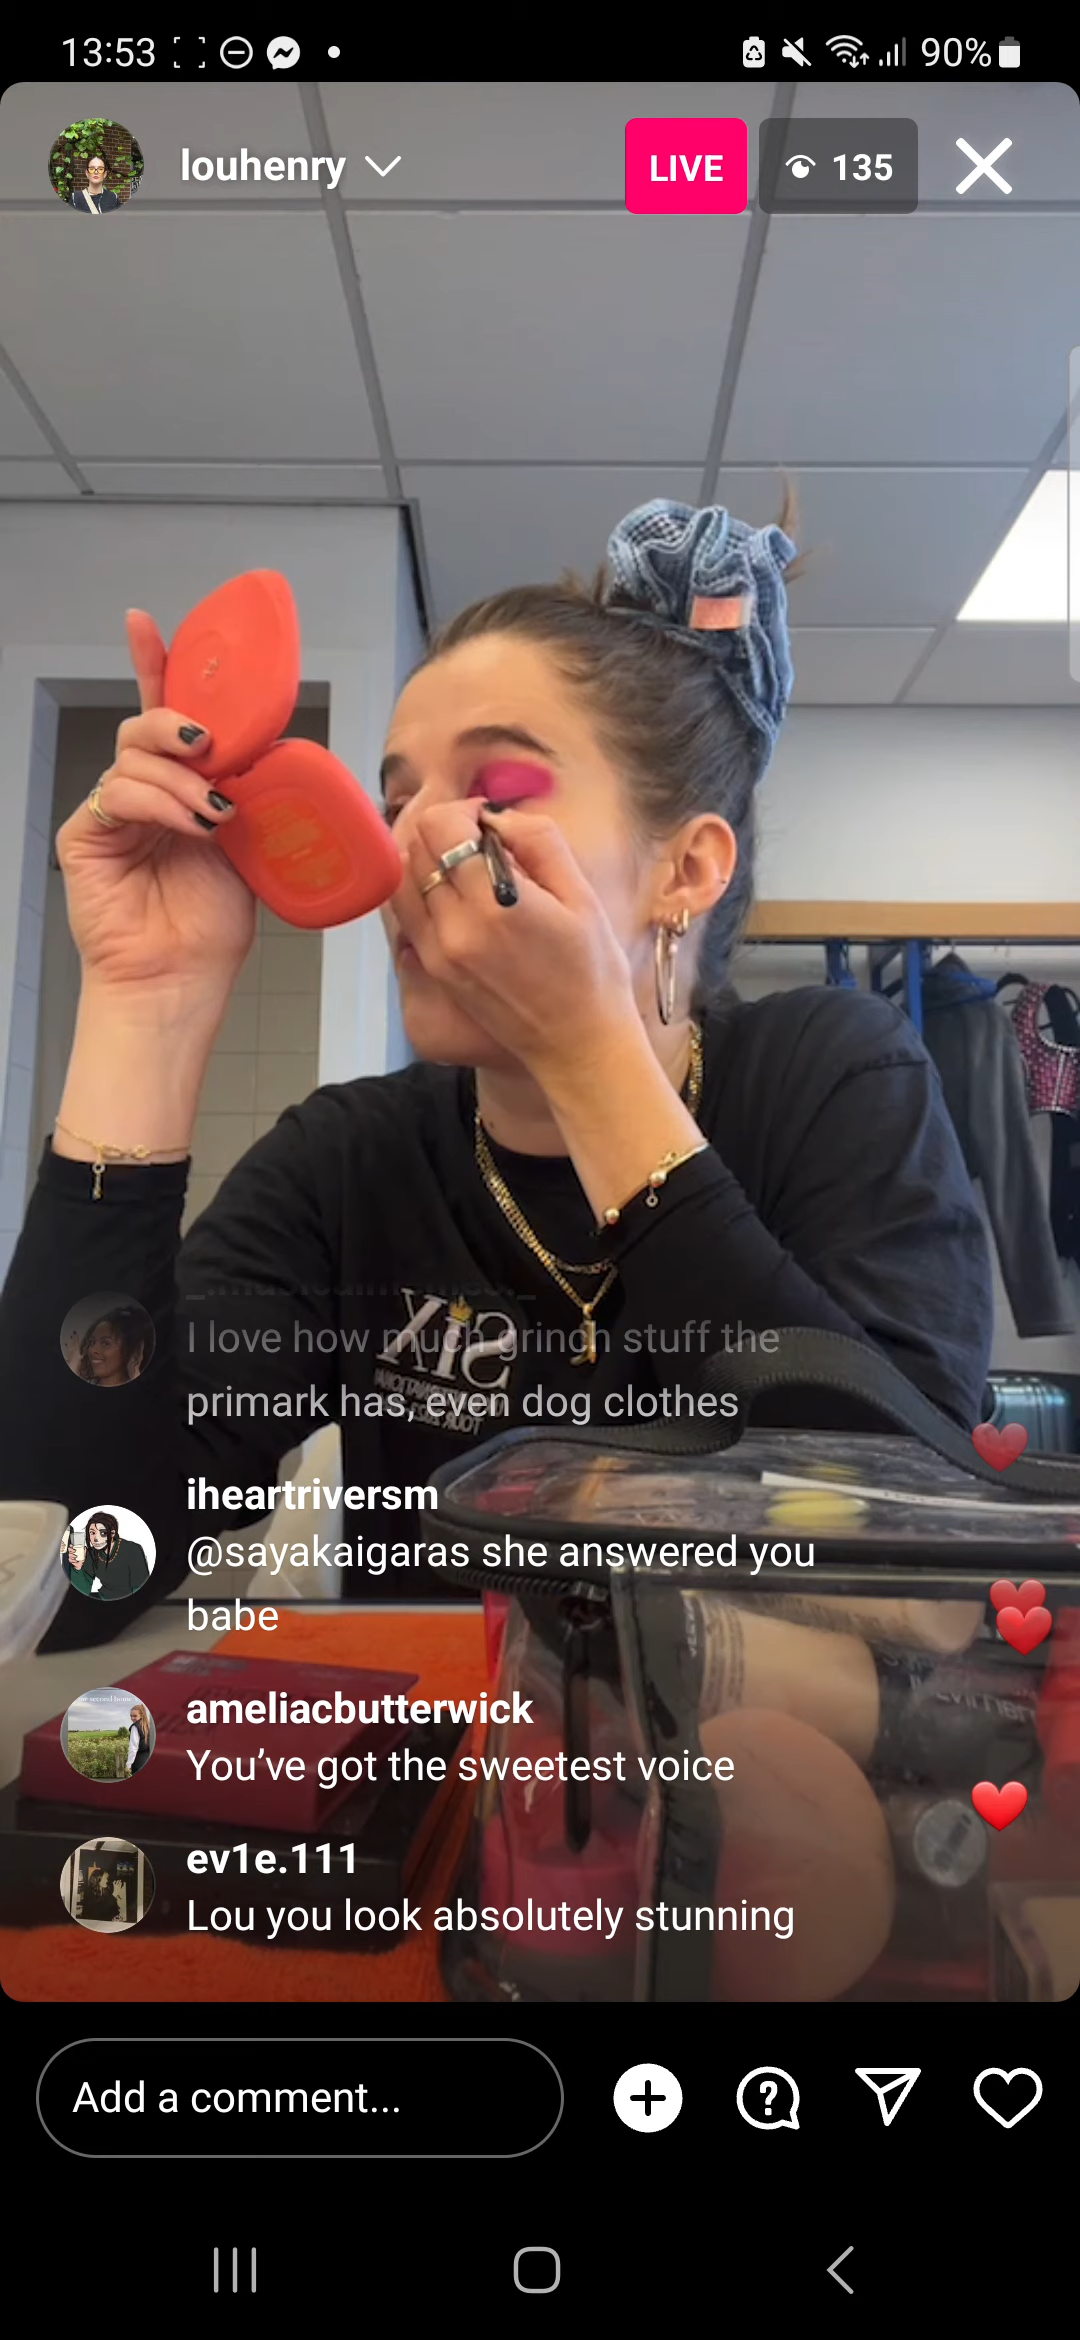 13:53
90%
louhenry
LIVE
135
I love how much grinch stuff the
primark has, even dog clothes
iheartriversm
@sayakaigaras she answered you
babe
ameliacbutterwick
You’ve got the sweetest voice
ev1e.111
Lou you look absolutely stunning
Add a comment...
SIX